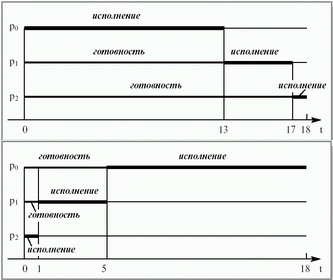 исполнение
p0
готовность исполнение
p1
готовность исполнение
p2
0 13 17 18 t
готовность исполнение
p0
исполнение
p1
готовность
p2
исполнение
0 1 5 18 t